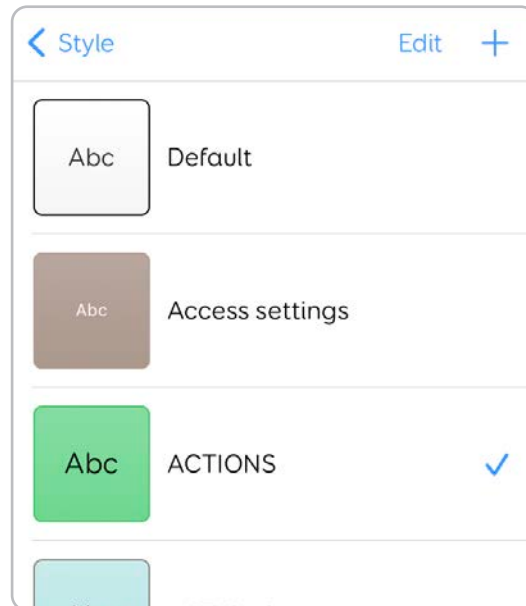 Style Edit
Abc Default
Abc Access settings
Abc ACTIONS